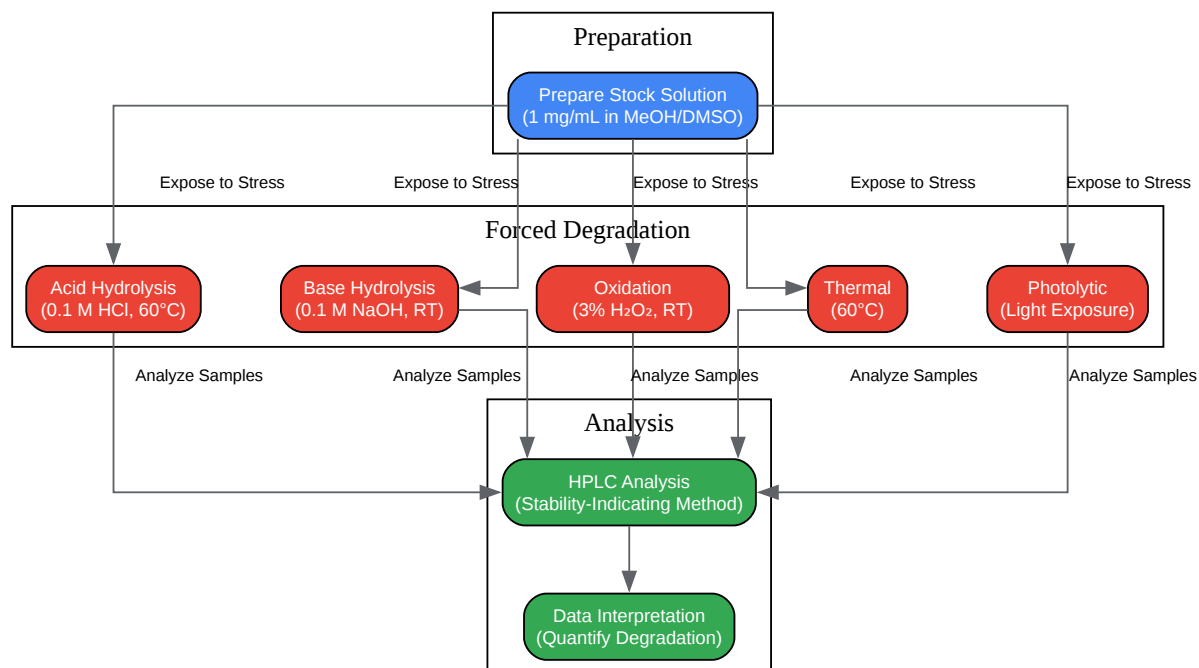 Preparation
Prepare Stock Solution
(1 mg/mL in MeOH/DMSO)
Expose to Stress
Expose to Stress
Expose to Stress
Expose to Stress
Expose to Stress
Forced Degradation
Acid Hydrolysis
(0.1 M HCl, 60°C)
Base Hydrolysis
(0.1 M NaOH, RT)
Oxidation
(3% H₂O₂, RT)
Thermal
(60°C)
Photolytic
(Light Exposure)
Analyze Samples
Analyze Samples
Analyze Samples
Analyze Samples
Analyze Samples
Analysis
HPLC Analysis
(Stability-Indicating Method)
Data Interpretation
(Quantify Degradation)